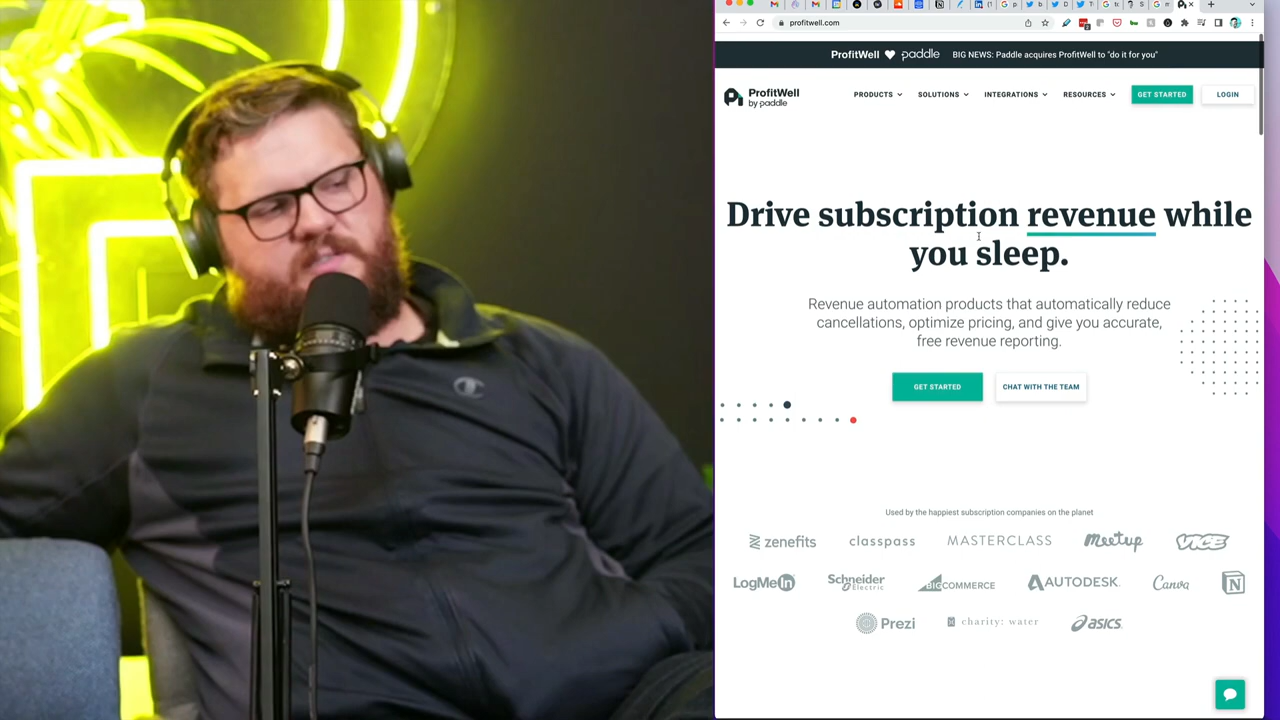 profitwell.com
ProfitWell paddle BIG NEWS: Paddle acquires ProfitWell to "do it for you"
ProfitWell
by paddle
PRODUCTS SOLUTIONS INTEGRATIONS RESOURCES GET STARTED LOGIN
Drive subscription revenue while
you sleep.
Revenue automation products that automatically reduce
cancellations, optimize pricing, and give you accurate,
free revenue reporting.
GET STARTED CHAT WITH THE TEAM
Used by the happiest subscription companies on the planet
zenefits classpass MASTERCLASS meetup VICE
LogMeIn Schneider Electric BIGCOMMERCE AUTODESK Canva N
Prezi charity: water asics